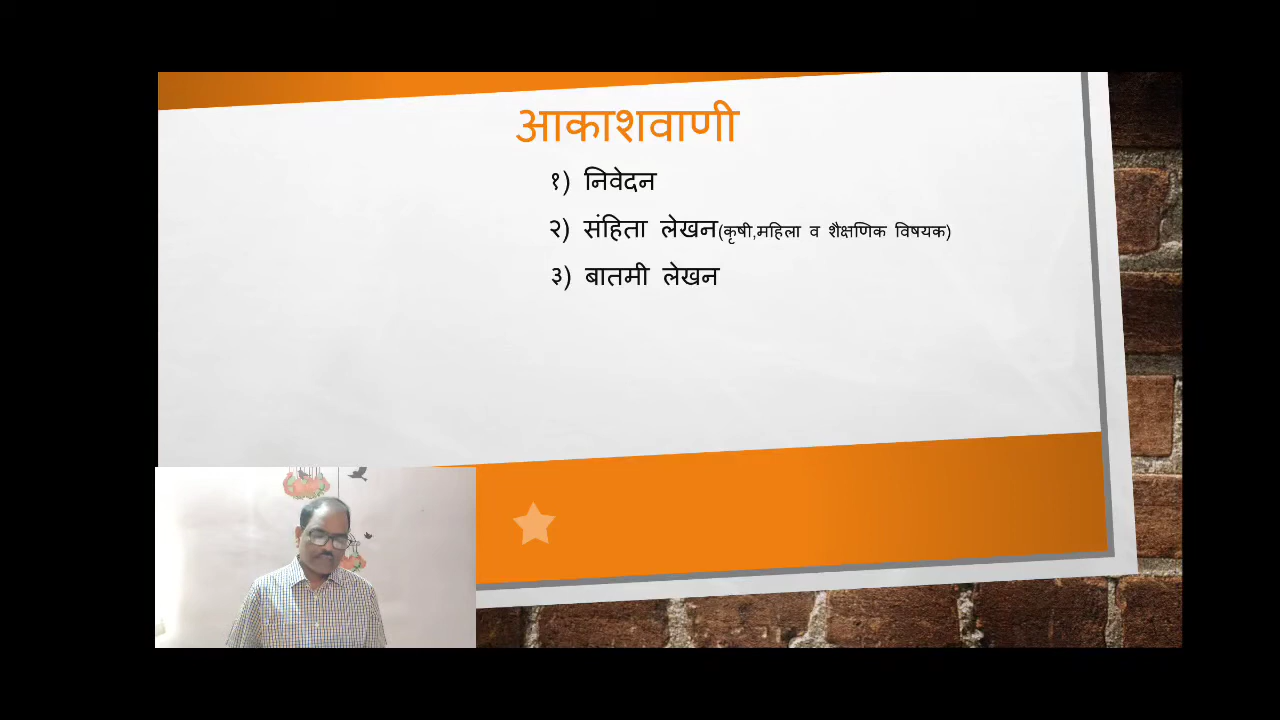 आकाशवाणी
१) निवेदन
२) संहिता लेखन(कृषी,महिला व शैक्षणिक विषयक)
३) बातमी लेखन